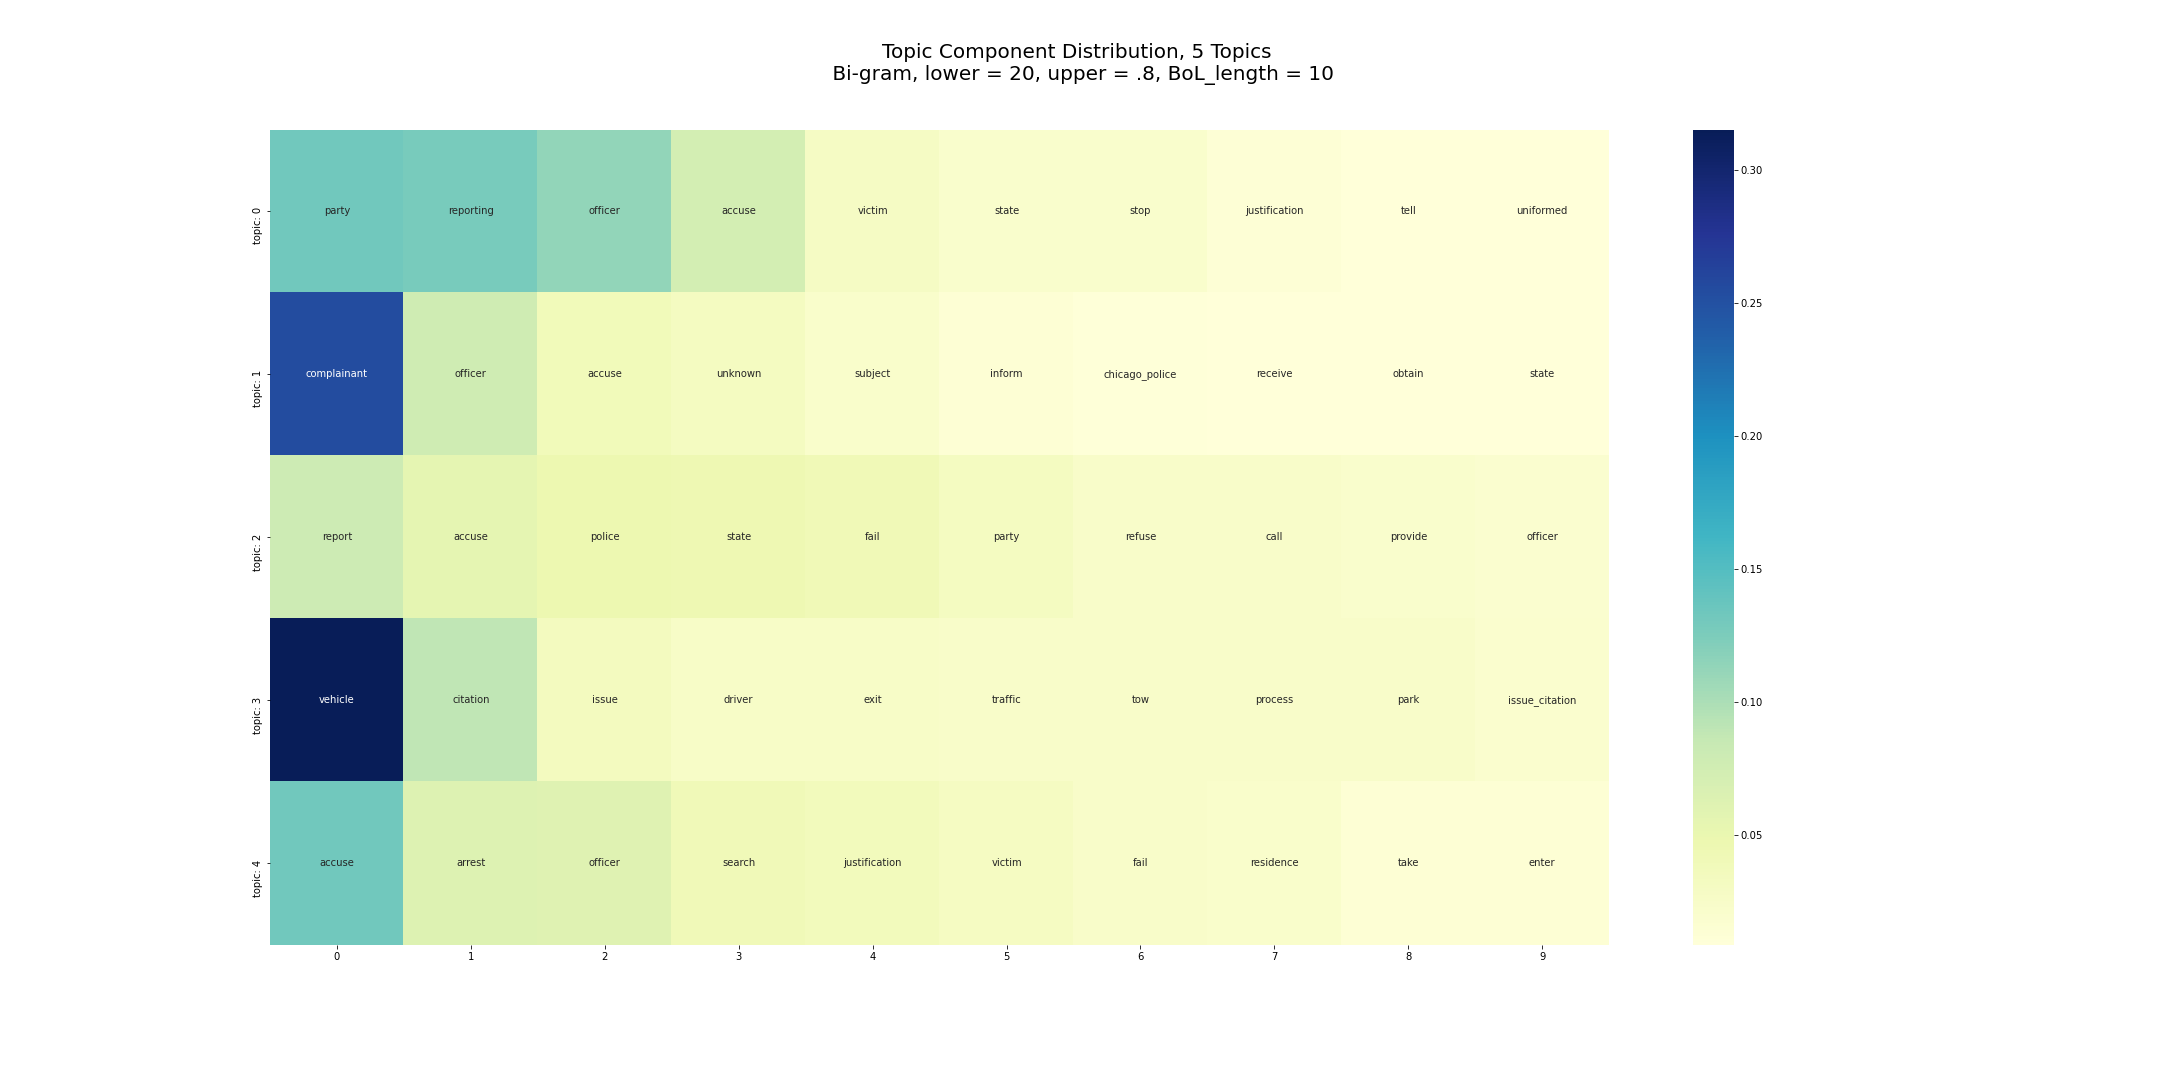 Topic Component Distribution, 5 Topics
Bi-gram, lower = 20, upper = .8, BoL_length = 10
topic: 0
party reporting officer accuse victim state stop justification tell uniformed
topic: 1
complainant officer accuse unknown subject inform chicago_police receive obtain state
topic: 2
report accuse police state fail party refuse call provide officer
topic: 3
vehicle citation issue driver exit traffic tow process park issue_citation
topic: 4
accuse arrest officer search justification victim fail residence take enter
0 1 2 3 4 5 6 7 8 9
0.30
0.25
0.20
0.15
0.10
0.05